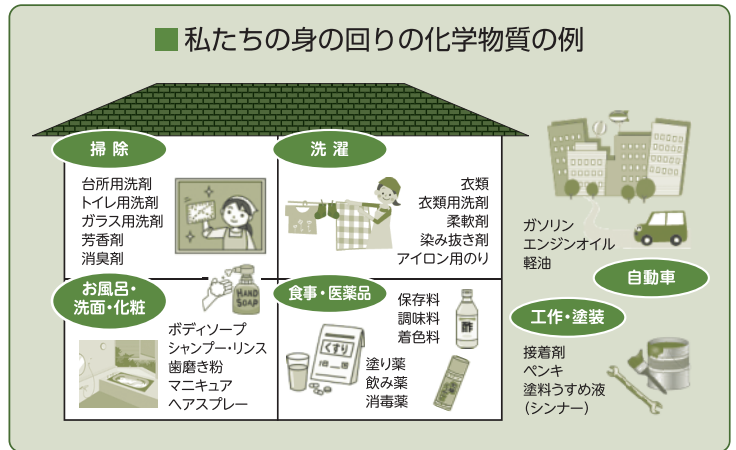 ■私たちの身の回りの化学物質の例
掃除
台所用洗剤
トイレ用洗剤
ガラス用洗剤
芳香剤
消臭剤
洗濯
衣類
衣類用洗剤
柔軟剤
染み抜き剤
アイロン用のり
お風呂・
洗面・化粧
HAND
SOAP
ボディソープ
シャンプー・リンス
歯磨き粉
マニキュア
ヘアスプレー
食事・医薬品
保存料
調味料
着色料
酢
くすり
塗り薬
飲み薬
消毒薬
ガソリン
エンジンオイル
軽油
自動車
工作・塗装
接着剤
ペンキ
塗料うすめ液
（シンナー）